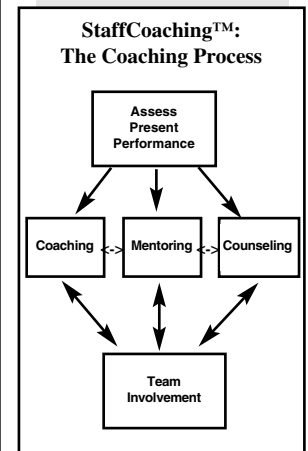 StaffCoaching™:
The Coaching Process
Assess
Present
Performance
Coaching <-> Mentoring <-> Counseling
Team
Involvement